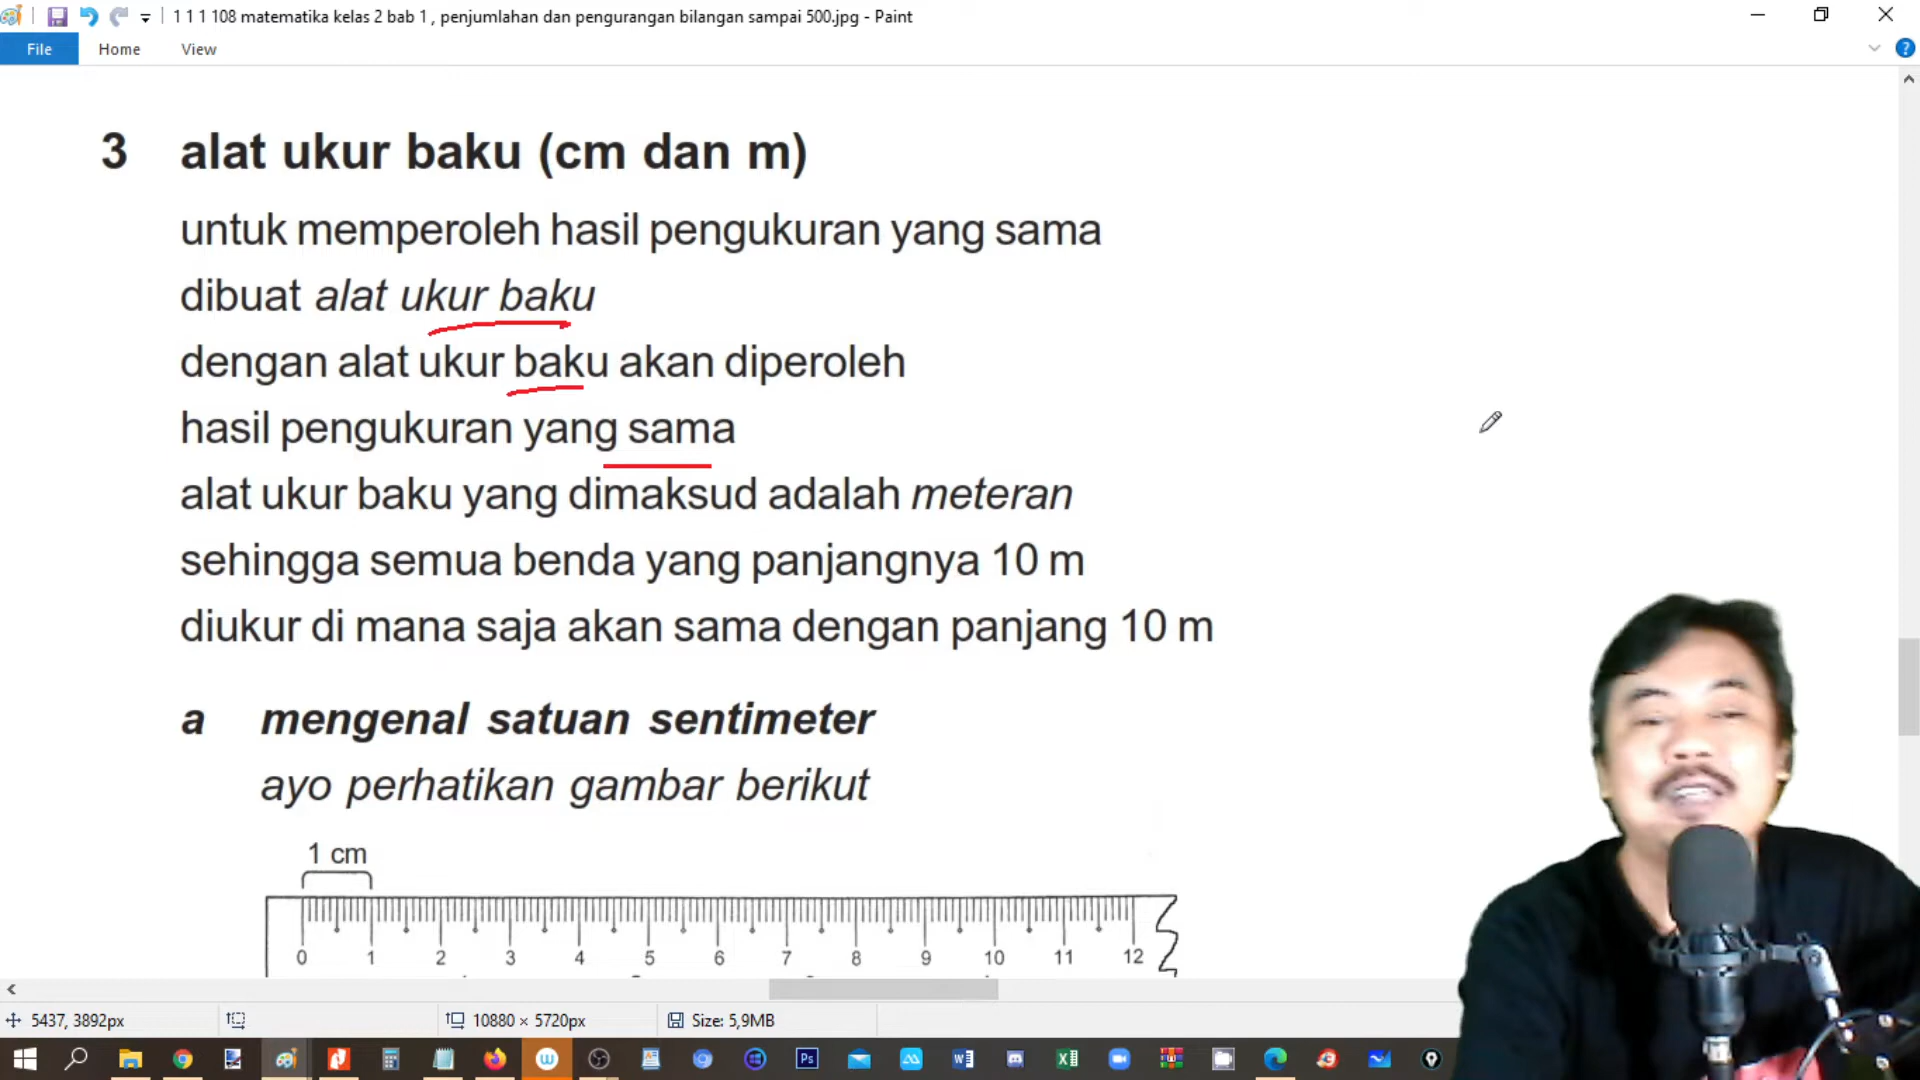 1 1 1 108 matematika kelas 2 bab 1 , penjumlahan dan pengurangan bilangan sampai 500.jpg - Paint
File Home View
3 alat ukur baku (cm dan m)
untuk memperoleh hasil pengukuran yang sama
dibuat alat ukur baku
dengan alat ukur baku akan diperoleh
hasil pengukuran yang sama
alat ukur baku yang dimaksud adalah meteran
sehingga semua benda yang panjangnya 10 m
diukur di mana saja akan sama dengan panjang 10 m
a mengenal satuan sentimeter
ayo perhatikan gambar berikut
1 cm
0 1 2 3 4 5 6 7 8 9 10 11 12
5437, 3892px 10880 × 5720px Size: 5,9MB